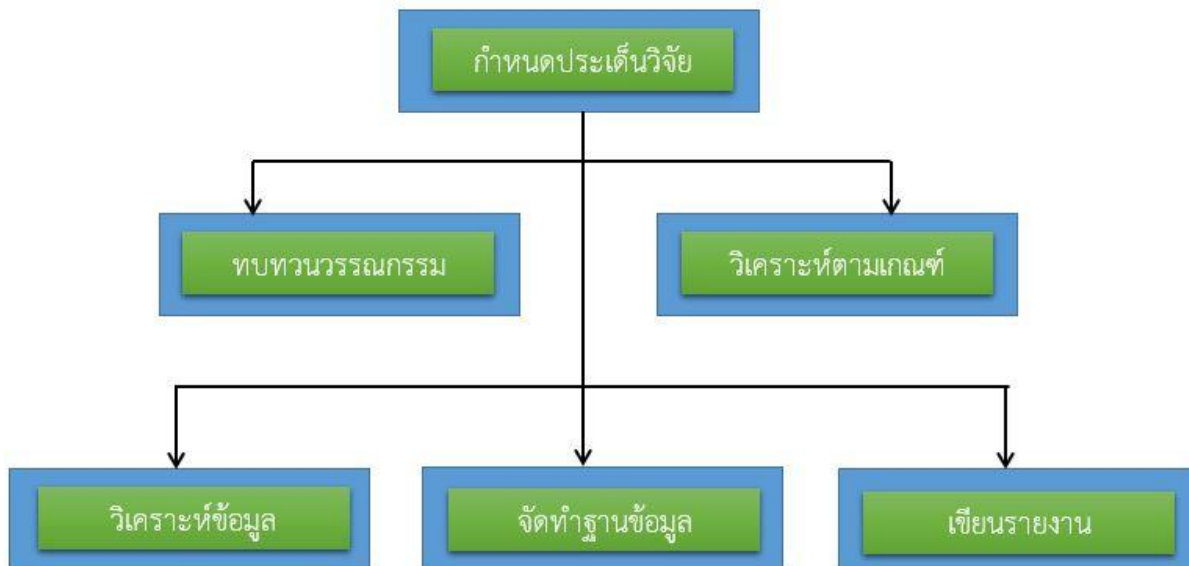 กำหนดประเด็นวิจัย
ทบทวนวรรณกรรม
วิเคราะห์ตามเกณฑ์
วิเคราะห์ข้อมูล
จัดทำฐานข้อมูล
เขียนรายงาน